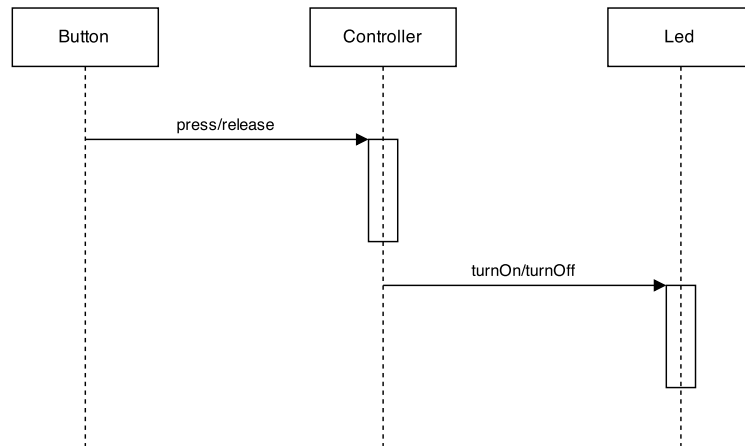 Button
Controller
Led
press/release
turnOn/turnOff